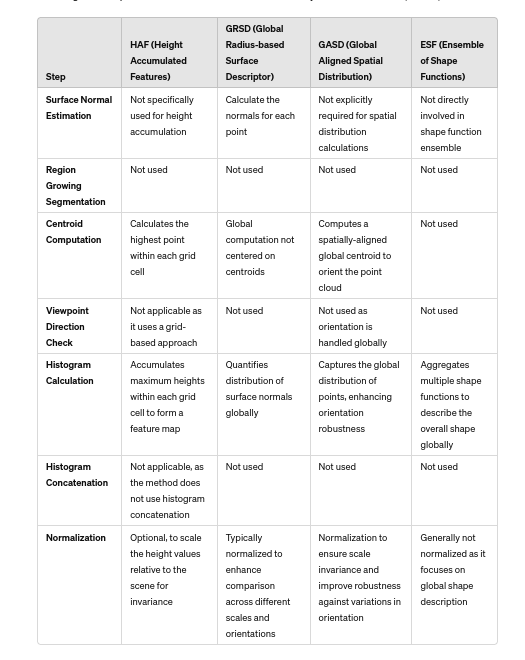 Step
HAF (Height
Accumulated
Features)
GRSD (Global
Radius-based
Surface
Descriptor)
GASD (Global
Aligned Spatial
Distribution)
ESF (Ensemble
of Shape
Functions)
Surface Normal
Estimation
Not specifically
used for height
accumulation
Calculate the
normals for each
point
Not explicitly
required for spatial
distribution
calculations
Not directly
involved in
shape function
ensemble
Region
Growing
Segmentation
Not used
Not used
Not used
Not used
Centroid
Computation
Calculates the
highest point
within each grid
cell
Global
computation not
centered on
centroids
Computes a
spatially-aligned
global centroid to
orient the point
cloud
Not used
Viewpoint
Direction
Check
Not applicable as
it uses a grid-
based approach
Not used
Not used as
orientation is
handled globally
Not used
Histogram
Calculation
Accumulates
maximum heights
within each grid
cell to form a
feature map
Quantifies
distribution of
surface normals
globally
Captures the global
distribution of
points, enhancing
orientation
robustness
Aggregates
multiple shape
functions to
describe the
overall shape
globally
Histogram
Concatenation
Not applicable, as
the method does
not use histogram
concatenation
Not used
Not used
Not used
Normalization
Optional, to scale
the height values
relative to the
scene for
invariance
Typically
normalized to
enhance
comparison
across different
scales and
orientations
Normalization to
ensure scale
invariance and
improve robustness
against variations in
orientation
Generally not
normalized as it
focuses on
global shape
description